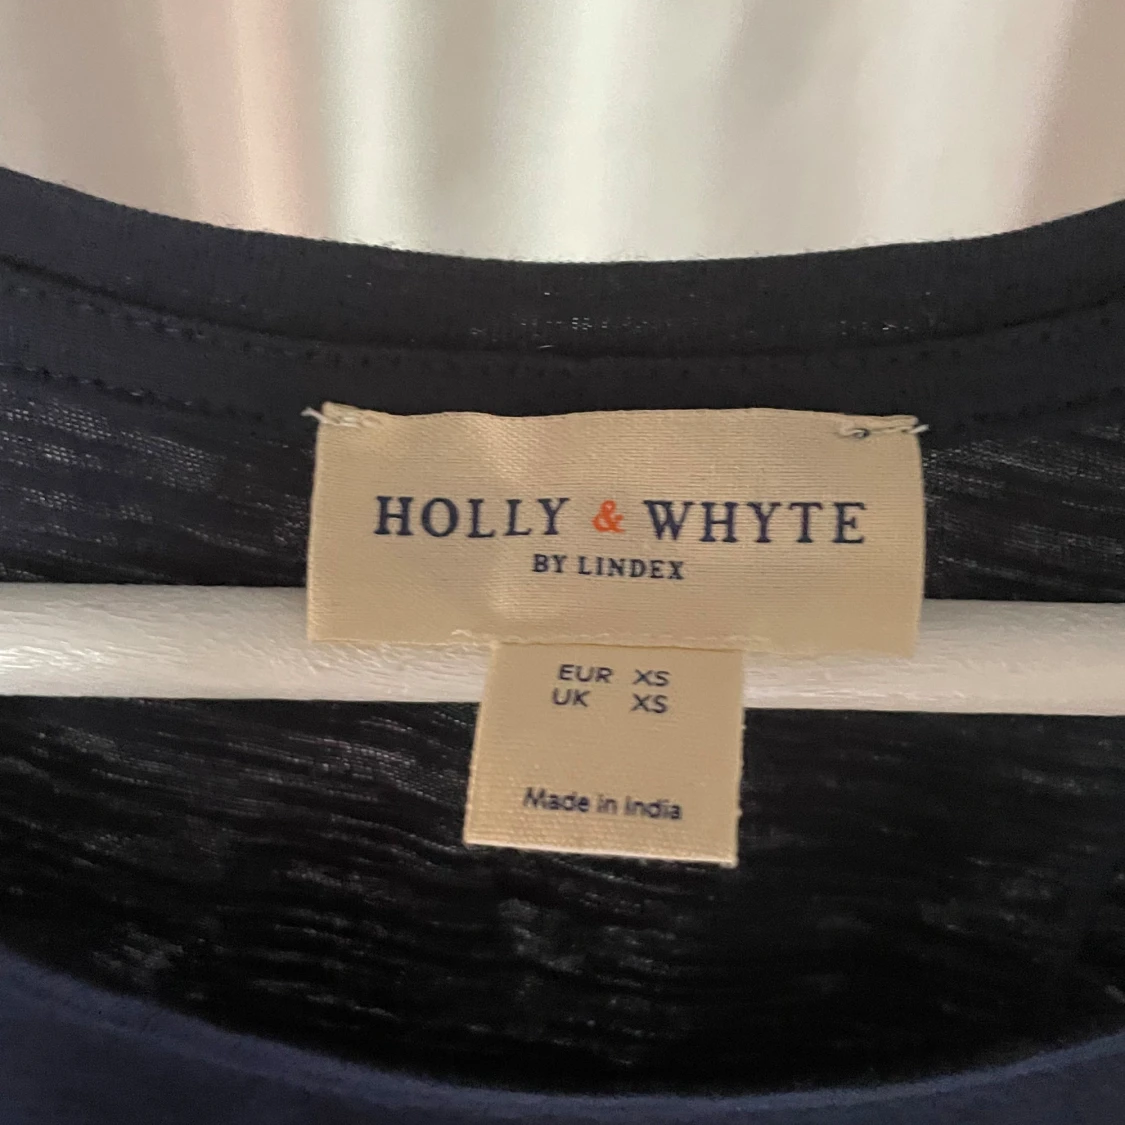 HOLLY & WHYTE
BY LINDEX
EUR XS
UK XS
Made in India